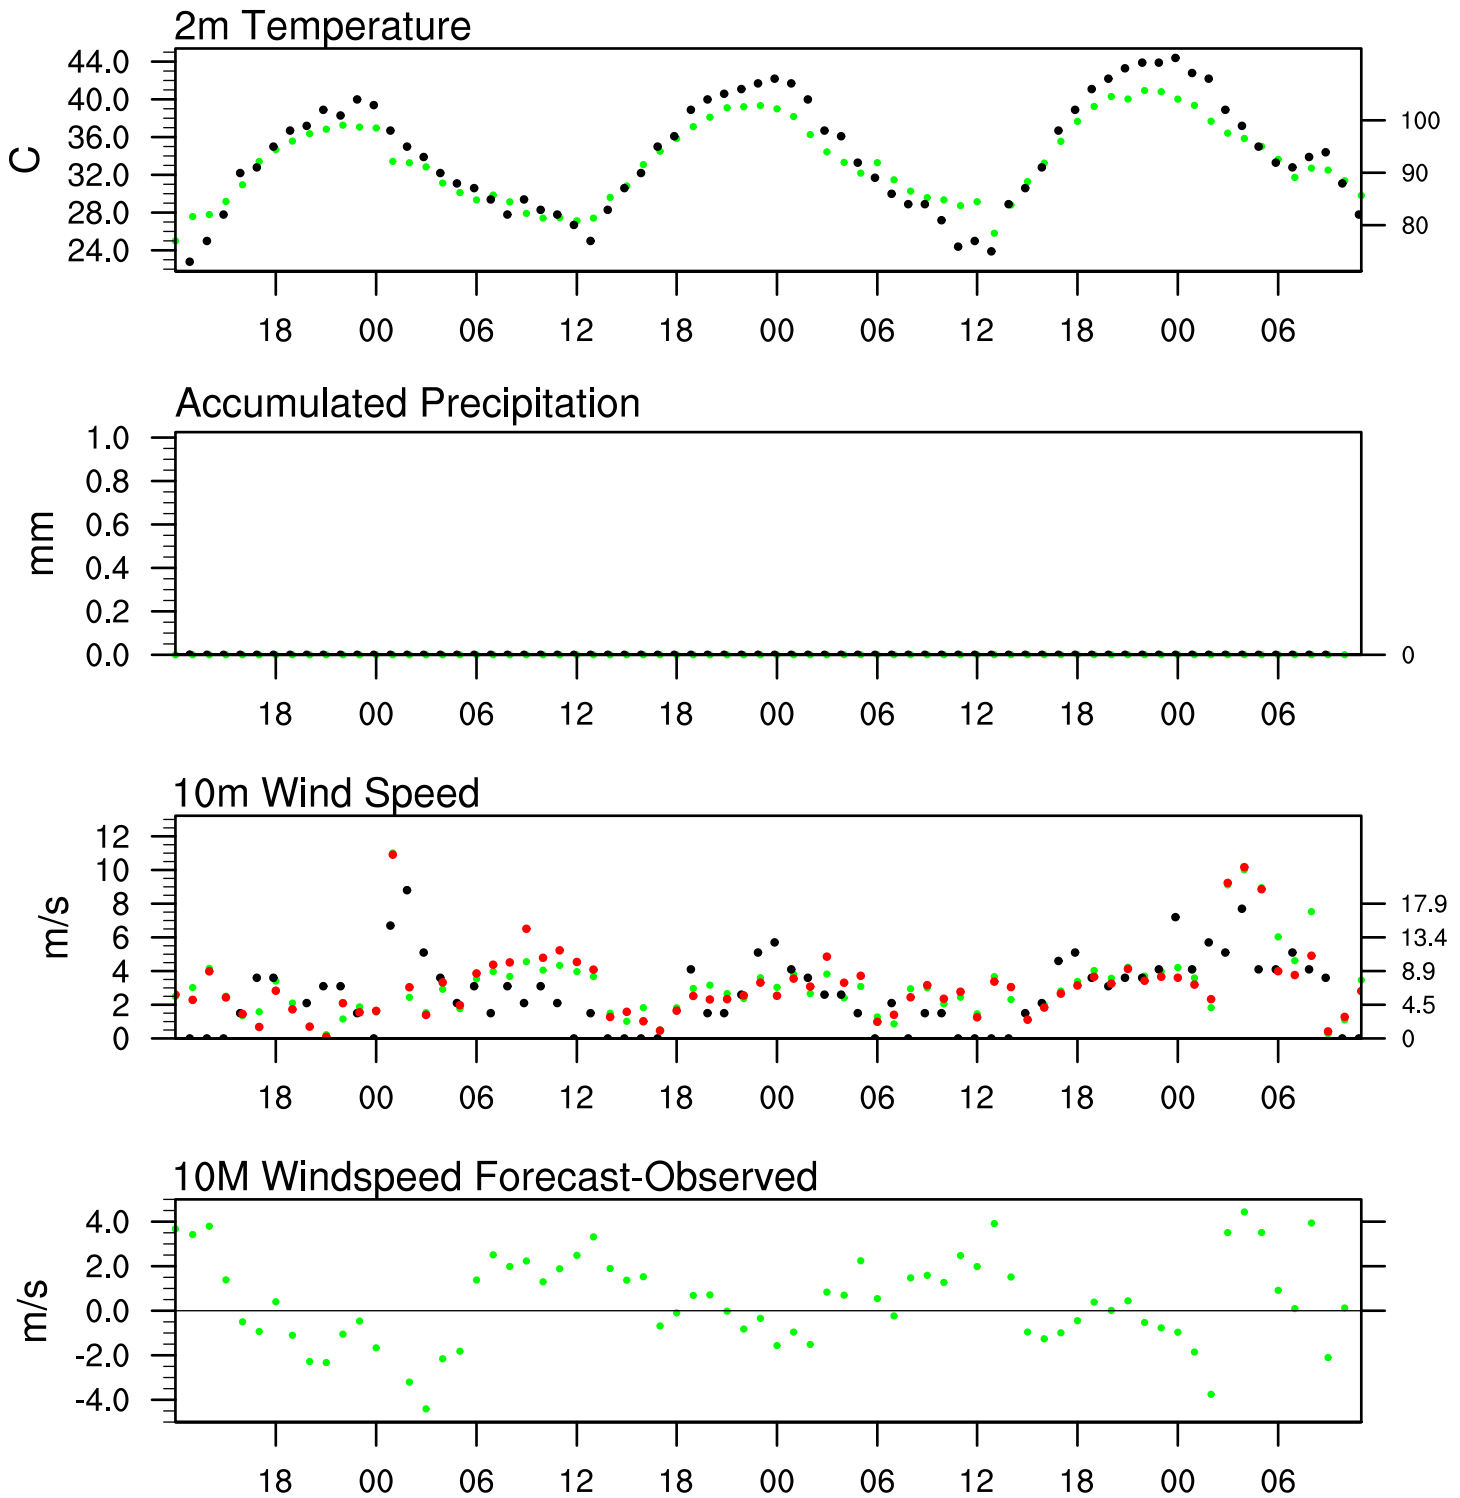 2m Temperature
44.0
40.0
36.0
32.0
28.0
24.0
C
100
90
80
18 00 06 12 18 00 06 12 18 00 06
Accumulated Precipitation
1.0
0.8
0.6
0.4
0.2
0.0
mm
0
18 00 06 12 18 00 06 12 18 00 06
10m Wind Speed
12
10
8
6
4
2
0
m/s
17.9
13.4
8.9
4.5
0
18 00 06 12 18 00 06 12 18 00 06
10M Windspeed Forecast-Observed
4.0
2.0
0.0
-2.0
-4.0
m/s
18 00 06 12 18 00 06 12 18 00 06